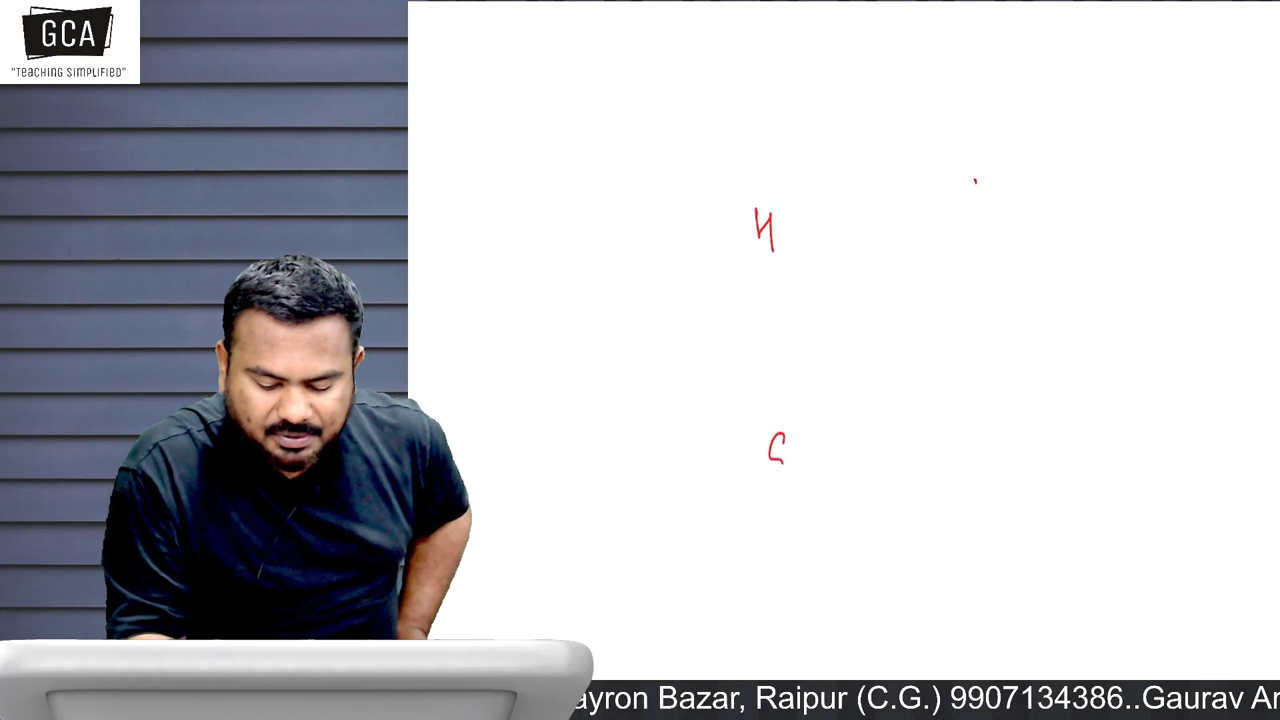 GCA
"Teaching SIMPLIFIED"
H
G
ayron Bazar, Raipur (C.G.) 9907134386..Gaurav Ar